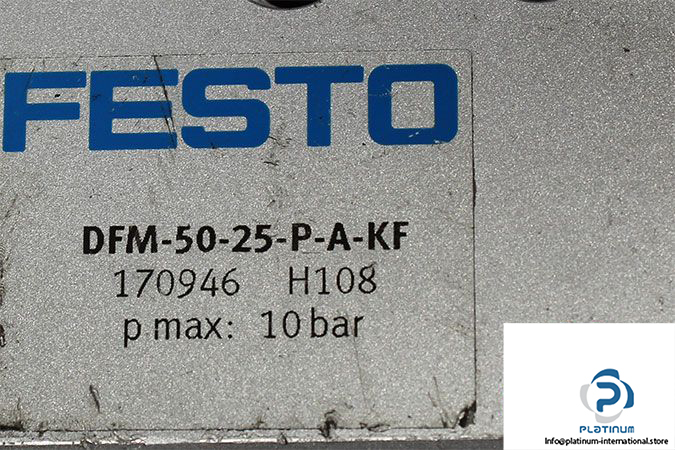 FESTO
DFM-50-25-P-A-KF
170946 H108
p max: 10 bar
PLATINUM
Info@platinum-international.store